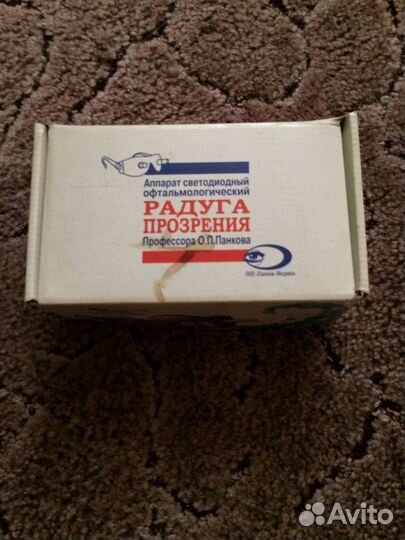 Аппарат светодиодный
офтальмологический
РАДУГА
ПРОЗРЕНИЯ
Профессора О.П.Панкова
ООО «Панков-Медикл»
Avito